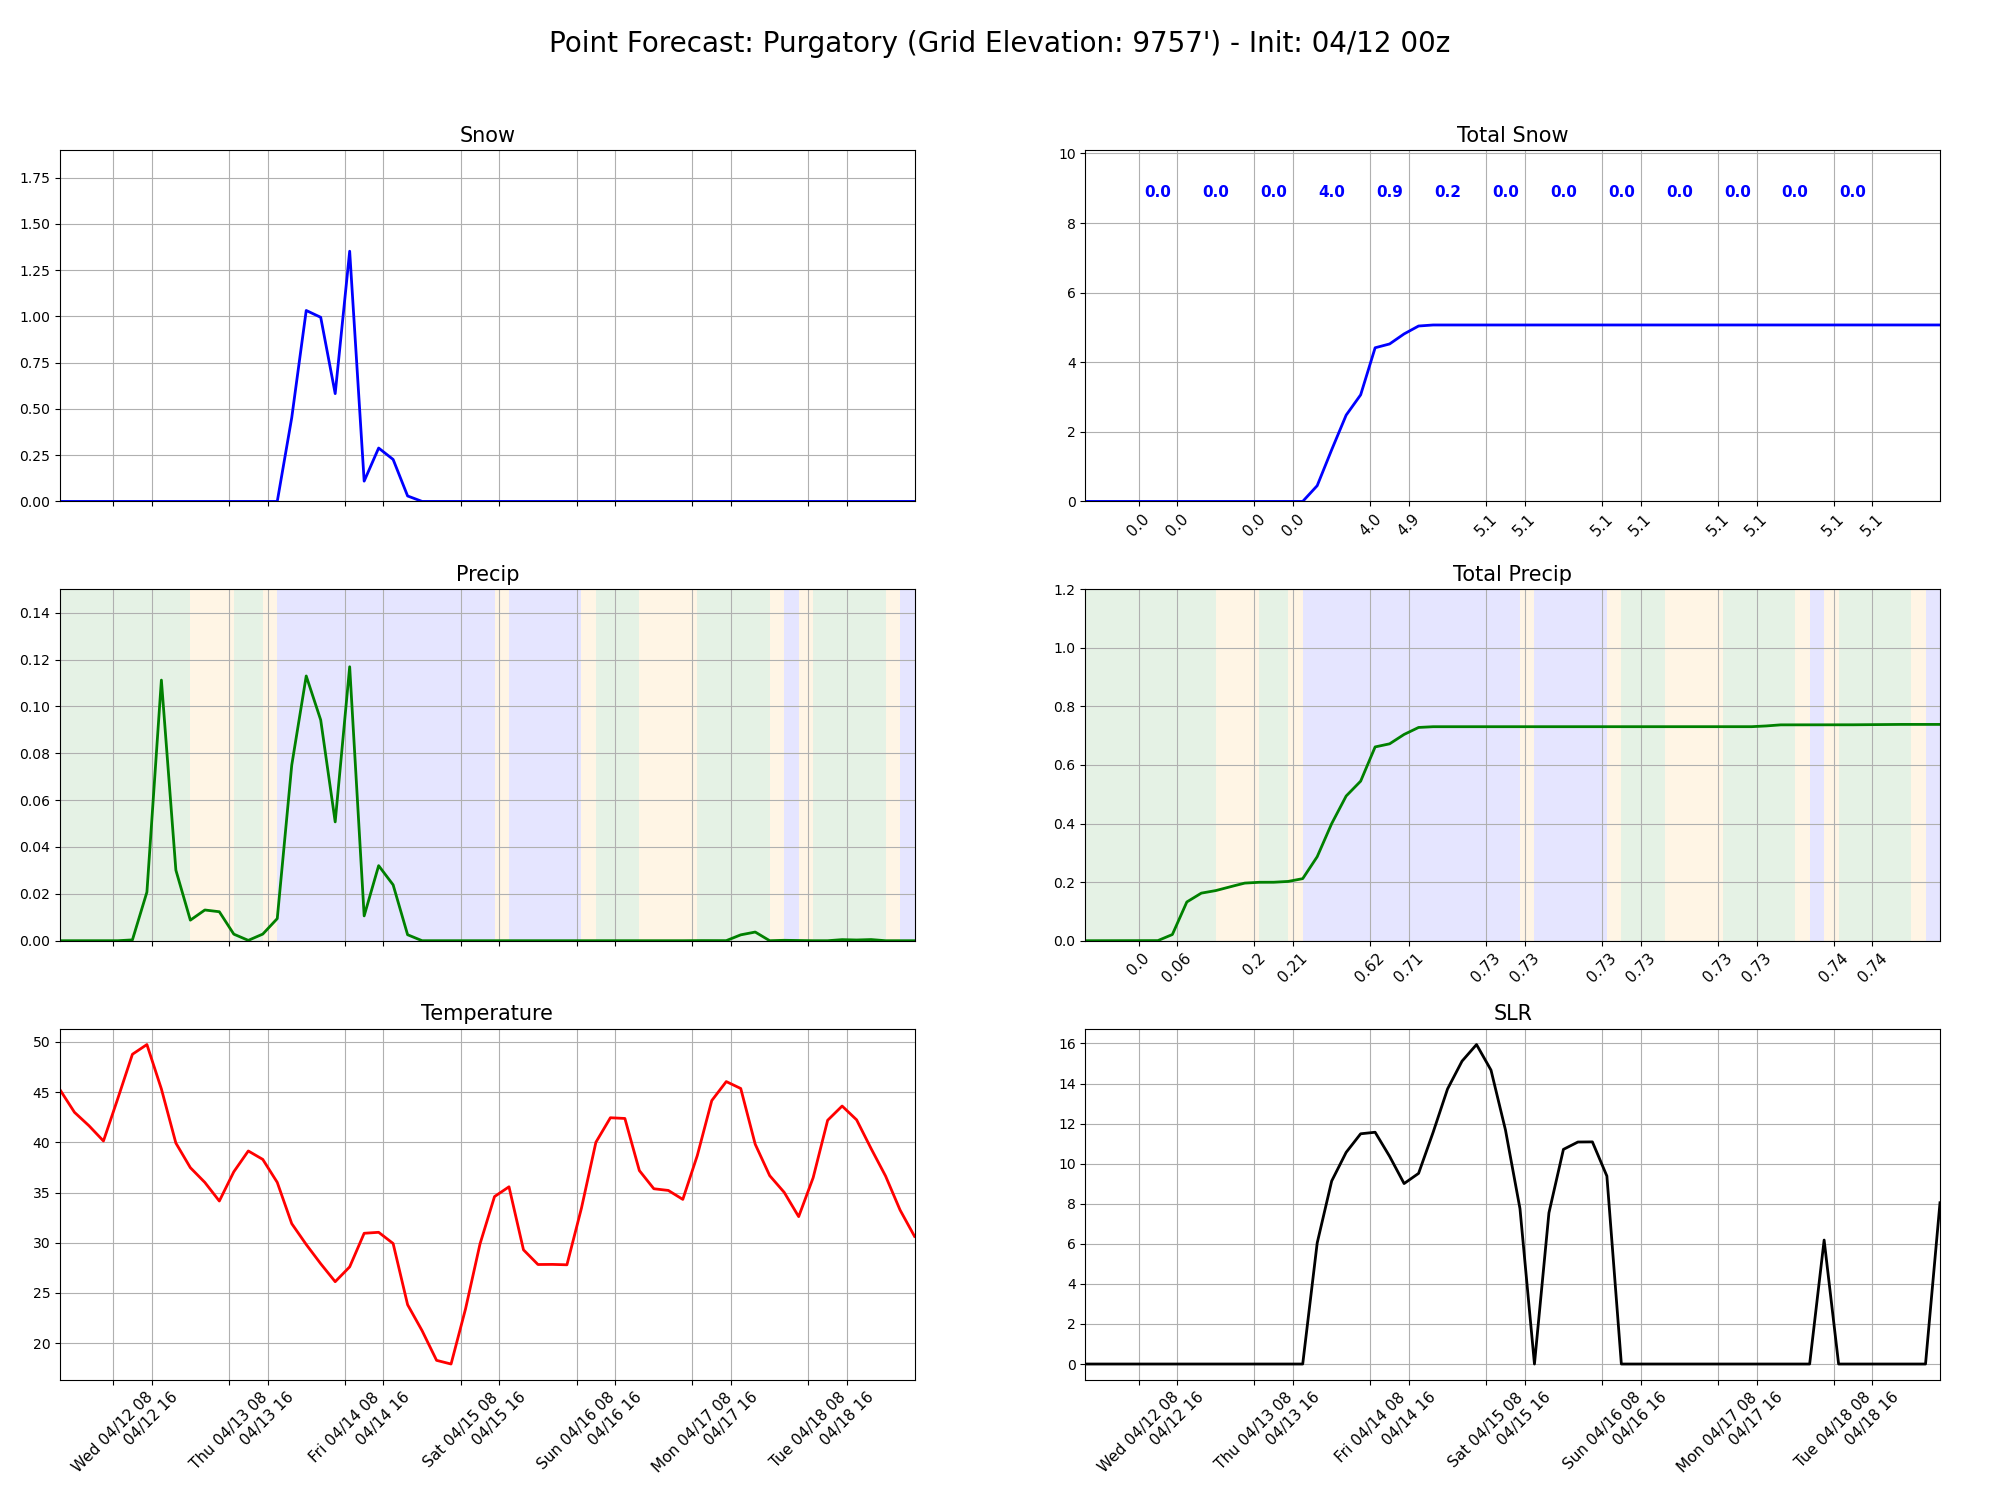 Point Forecast: Purgatory (Grid Elevation: 9757') - Init: 04/12 00z
Snow
1.75
1.50
1.25
1.00
0.75
0.50
0.25
0.00
Total Snow
10
8
6
4
2
0
0.0 0.0 0.0 4.0 0.9 0.2 0.0 0.0 0.0 0.0 0.0 0.0 0.0
0.0 0.0 0.0 0.0 4.0 4.9 5.1 5.1 5.1 5.1 5.1 5.1 5.1 5.1
Precip
0.14
0.12
0.10
0.08
0.06
0.04
0.02
0.00
Total Precip
1.2
1.0
0.8
0.6
0.4
0.2
0.0
0.0 0.06 0.2 0.21 0.62 0.71 0.73 0.73 0.73 0.73 0.73 0.73 0.74 0.74
Temperature
50
45
40
35
30
25
20
Wed 04/12 08
04/12 16
Thu 04/13 08
04/13 16
Fri 04/14 08
04/14 16
Sat 04/15 08
04/15 16
Sun 04/16 08
04/16 16
Mon 04/17 08
04/17 16
Tue 04/18 08
04/18 16
SLR
16
14
12
10
8
6
4
2
0
Wed 04/12 08
04/12 16
Thu 04/13 08
04/13 16
Fri 04/14 08
04/14 16
Sat 04/15 08
04/15 16
Sun 04/16 08
04/16 16
Mon 04/17 08
04/17 16
Tue 04/18 08
04/18 16